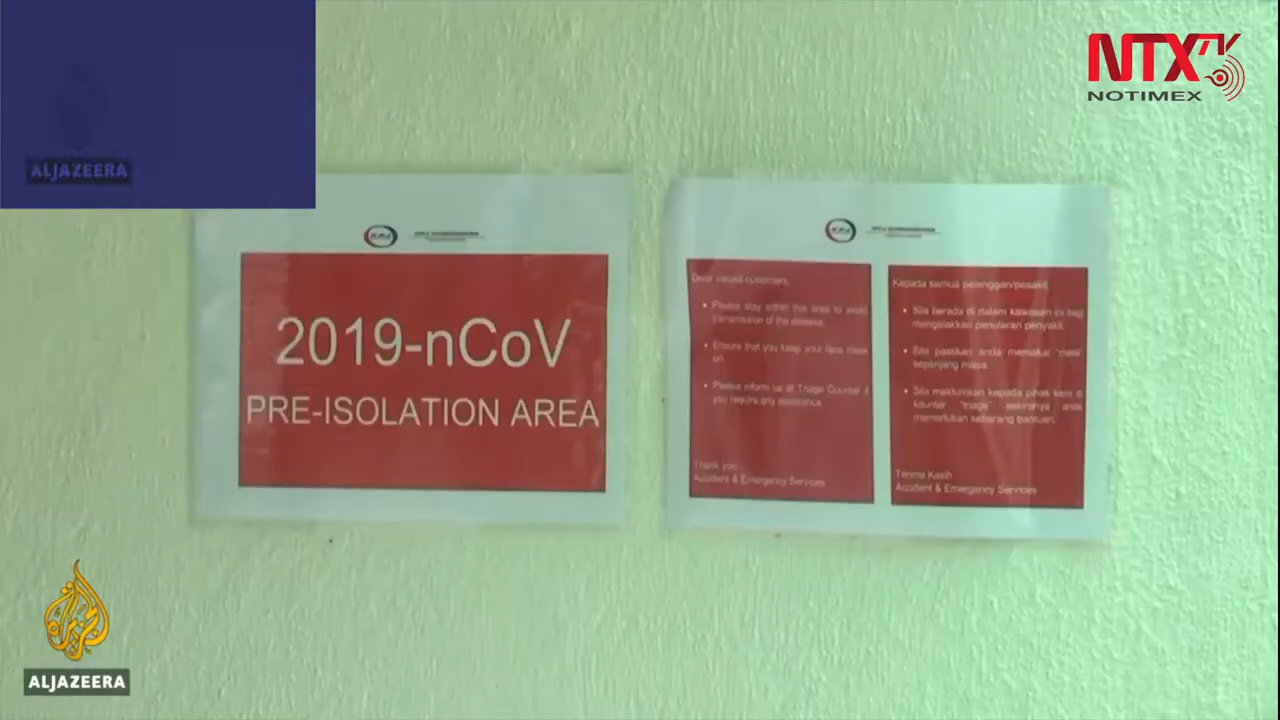 NTXTV
NOTIMEX
ALJAZEERA
KPJ
2019-nCoV
PRE-ISOLATION AREA
KPJ
Dear valued customers,
• Please stay within this area to avoid
transmission of the disease.
• Ensure that you keep your face mask
on.
• Please inform us at Triage Counter if
you require any assistance.
Thank you
Accident & Emergency Services
Kepada semua pelanggan/pesakit,
• Sila berada di dalam kawasan ini bagi
mengelakkan penularan penyakit.
• Sila pastikan anda memakai "mask"
sepanjang masa.
• Sila maklumkan kepada pihak kami di
kaunter "triage" sekiranya anda
memerlukan sebarang bantuan.
Terima Kasih
Accident & Emergency Services
الجزيرة
ALJAZEERA